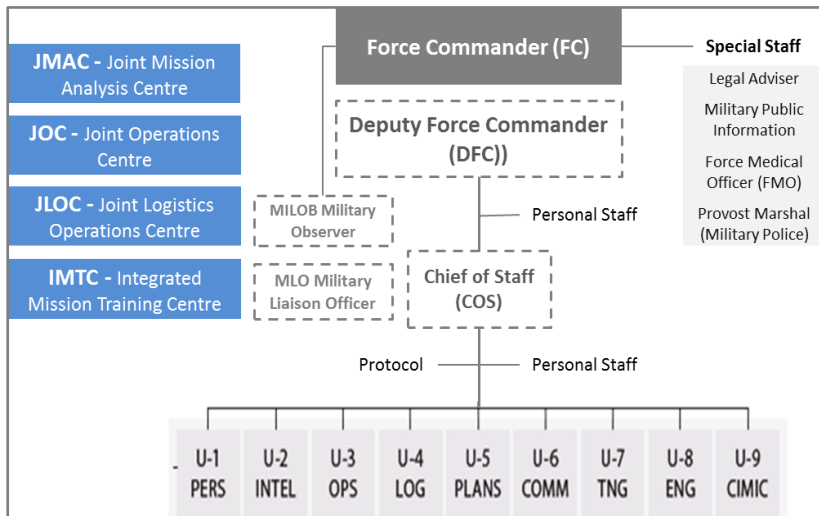 JMAC - Joint Mission
Analysis Centre
JOC - Joint Operations
Centre
JLOC - Joint Logistics
Operations Centre
IMTC - Integrated
Mission Training Centre
Force Commander (FC)
Deputy Force Commander
(DFC))
MILOB Military
Observer
MLO Military
Liaison Officer
Personal Staff
Chief of Staff
(COS)
Protocol
Personal Staff
Special Staff
Legal Adviser
Military Public
Information
Force Medical
Officer (FMO)
Provost Marshal
(Military Police)
U-1
PERS
U-2
INTEL
U-3
OPS
U-4
LOG
U-5
PLANS
U-6
COMM
U-7
TNG
U-8
ENG
U-9
CIMIC